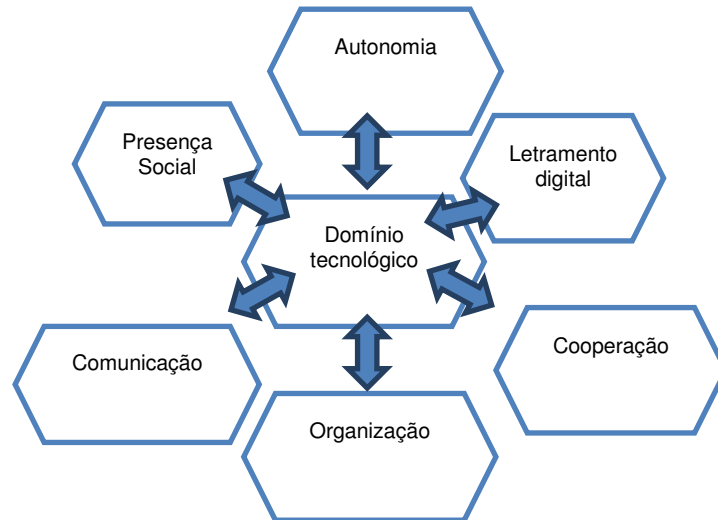 Autonomia
Presença
Social
Letramento
digital
Domínio
tecnológico
Comunicação
Cooperação
Organização